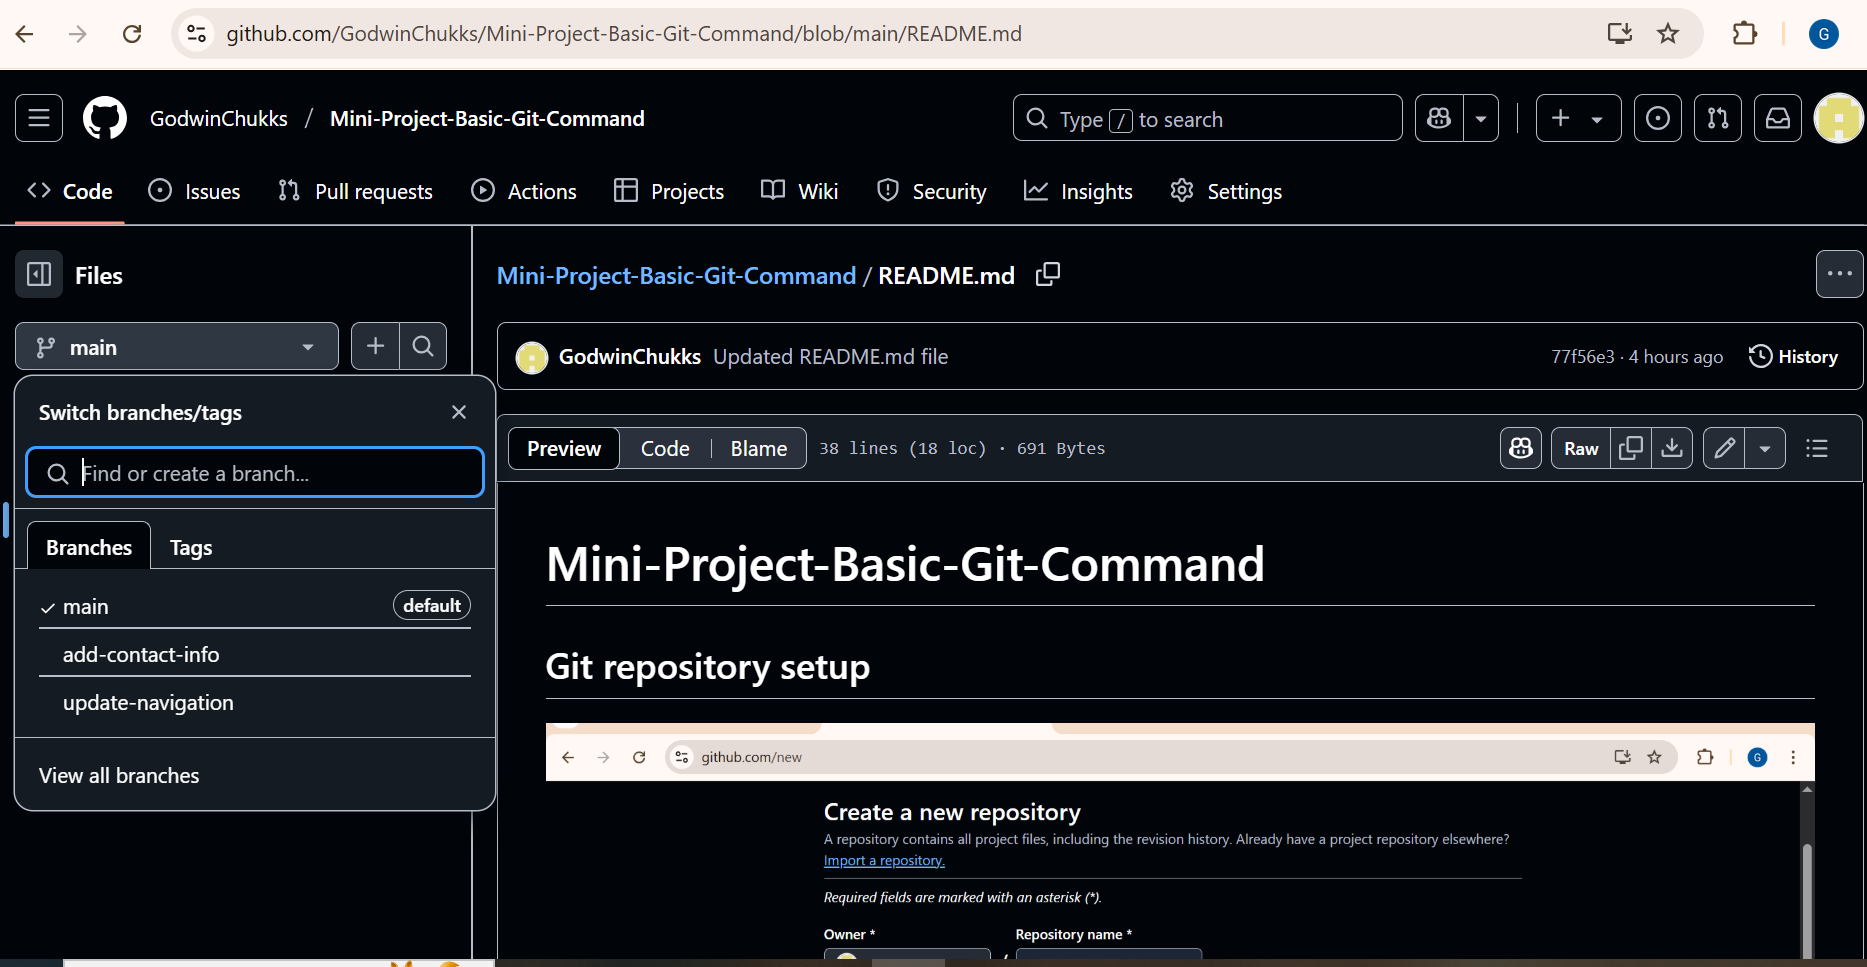 github.com/GodwinChukks/Mini-Project-Basic-Git-Command/blob/main/README.md
G
GodwinChukks / Mini-Project-Basic-Git-Command
Type / to search
Code
Issues
Pull requests
Actions
Projects
Wiki
Security
Insights
Settings
Files
main
Switch branches/tags
Find or create a branch...
Branches
Tags
main
default
add-contact-info
update-navigation
View all branches
Mini-Project-Basic-Git-Command / README.md
GodwinChukks Updated README.md file
77f56e3 · 4 hours ago
History
Preview
Code
Blame
38 lines (18 loc) · 691 Bytes
Raw
Mini-Project-Basic-Git-Command
Git repository setup
github.com/new
G
Create a new repository
A repository contains all project files, including the revision history. Already have a project repository elsewhere?
Import a repository.
Required fields are marked with an asterisk (*).
Owner *
Repository name *
/